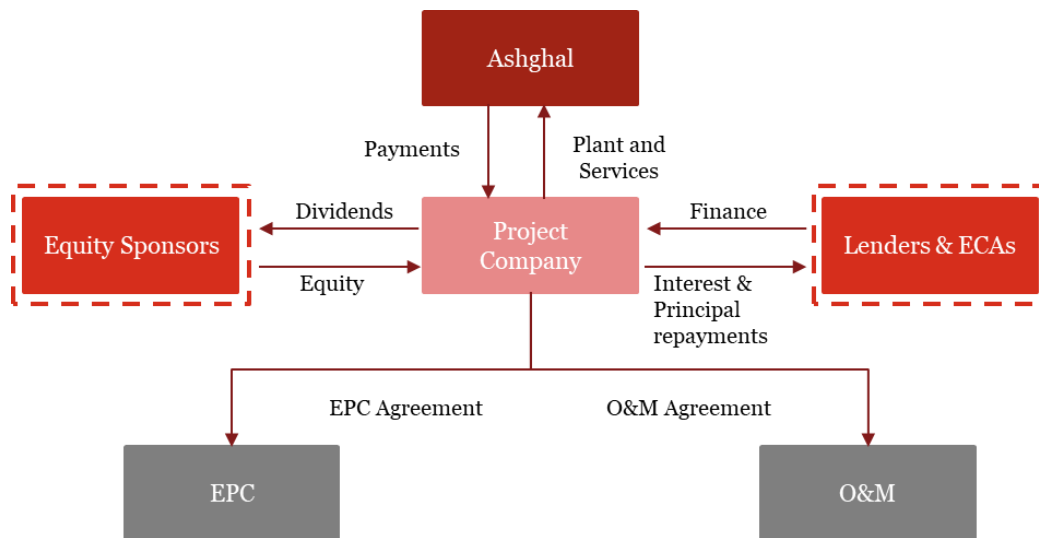 Ashghal
Payments
Plant and
Services
Equity Sponsors
Dividends
Equity
Project
Company
Finance
Interest &
Principal
repayments
Lenders & ECAs
EPC Agreement
O&M Agreement
EPC
O&M